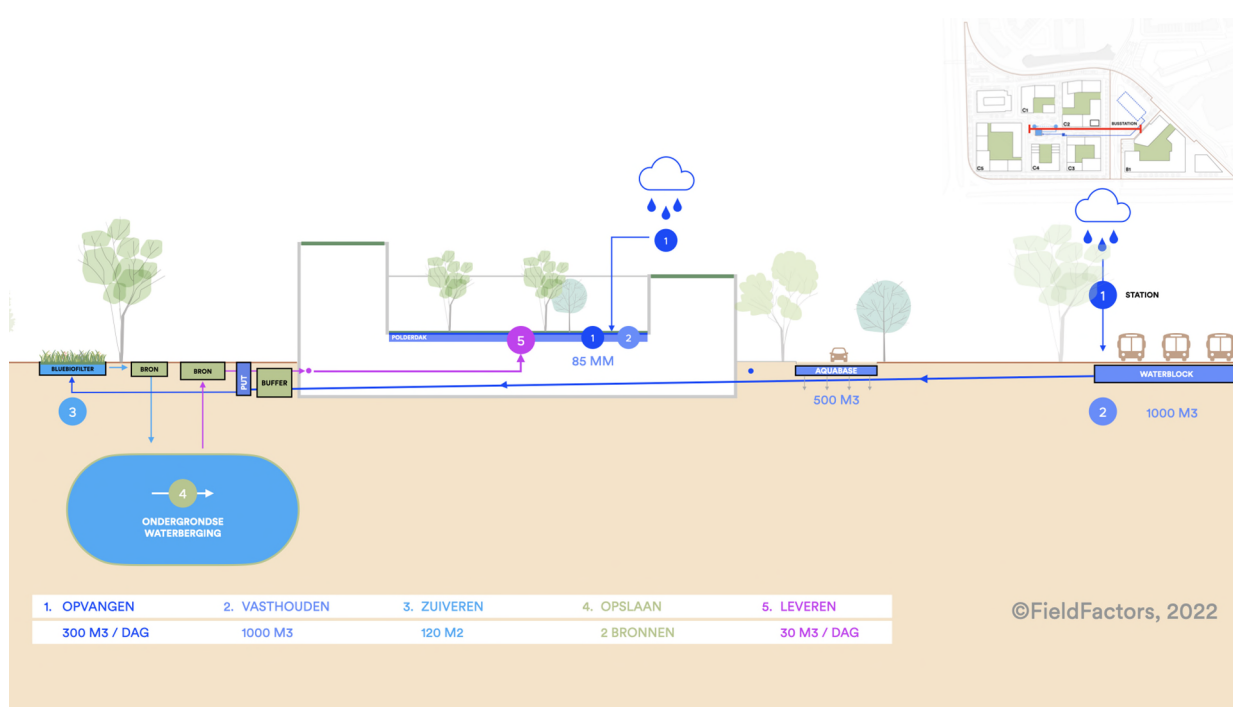 C1
C2
BUSSTATION
C5
C4
C3
B1
1
1
STATION
POLDERDAK
5
1
2
85 MM
BLUEBIOFILTER
BRON
BRON
PUT
BUFFER
AQUABASE
500 M3
WATERBLOCK
3
2
1000 M3
4
ONDERGRONDSE
WATERBERGING
1. OPVANGEN
2. VASTHOUDEN
3. ZUIVEREN
4. OPSLAAN
5. LEVEREN
300 M3 / DAG
1000 M3
120 M2
2 BRONNEN
30 M3 / DAG
©FieldFactors, 2022